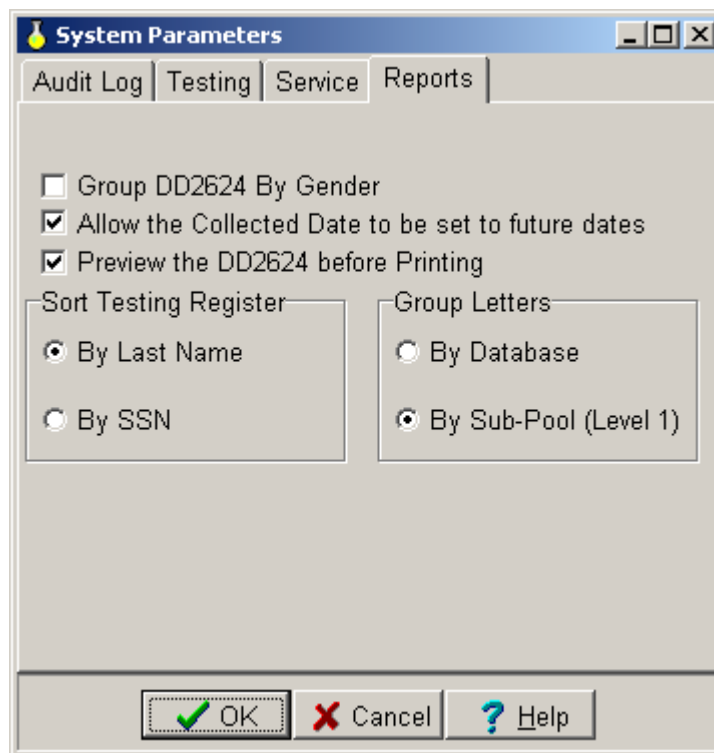 System Parameters
Audit Log Testing Service Reports
Group DD2624 By Gender
Allow the Collected Date to be set to future dates
Preview the DD2624 before Printing
Sort Testing Register Group Letters
By Last Name By Database
By SSN By Sub-Pool (Level 1)
OK Cancel ? Help